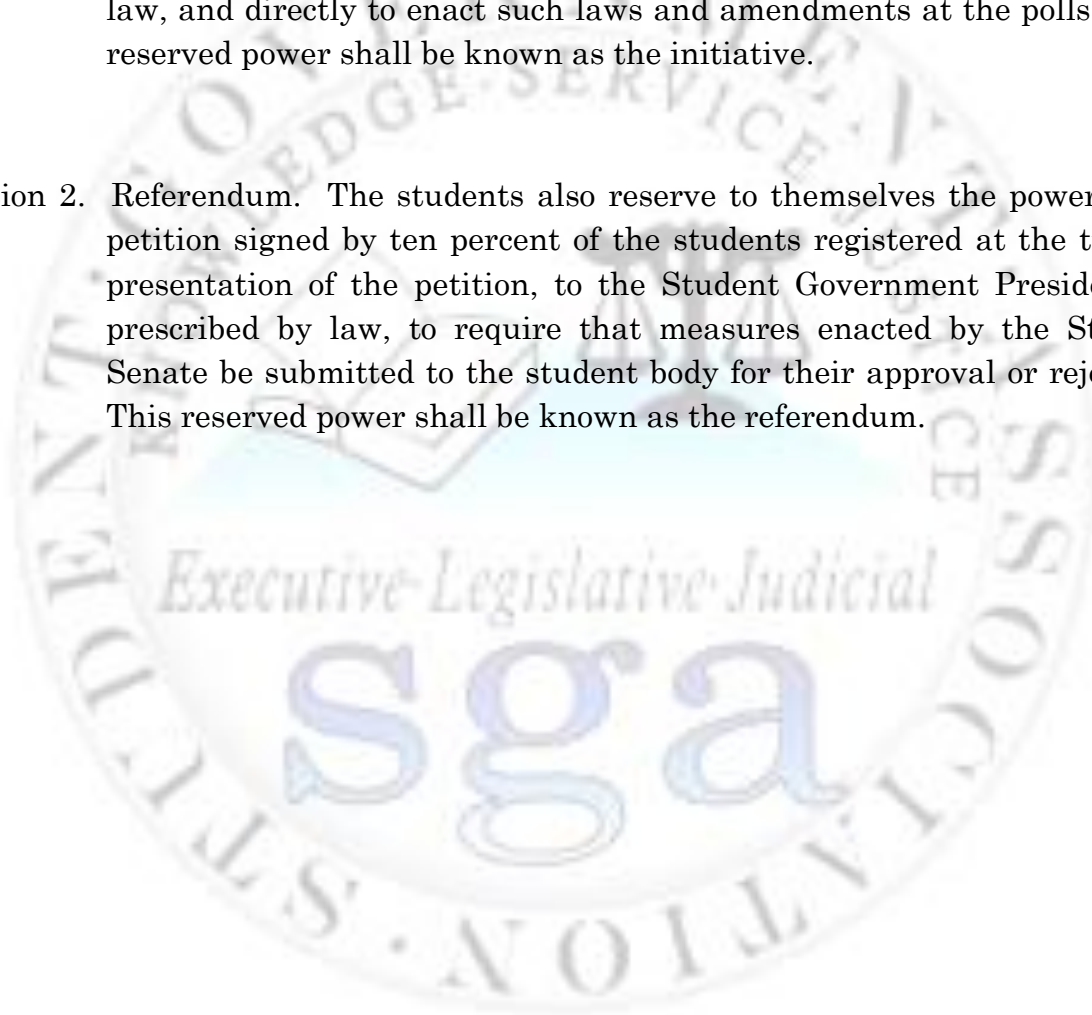 law, and directly to enact such laws and amendments at the polls
reserved power shall be known as the initiative.
ion 2. Referendum. The students also reserve to themselves the power
petition signed by ten percent of the students registered at the t
presentation of the petition, to the Student Government Preside
prescribed by law, to require that measures enacted by the St
Senate be submitted to the student body for their approval or reje
This reserved power shall be known as the referendum.
Executive·Legislative·Judicial
sga